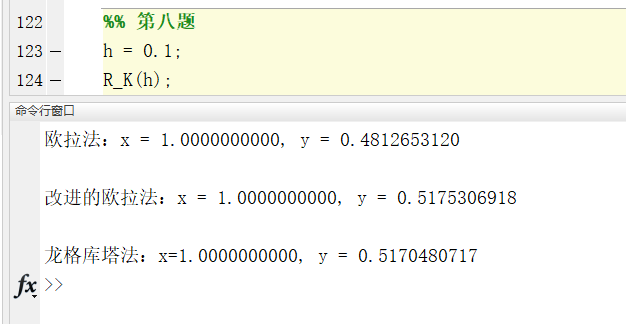 122 %% 第八题
123 — h = 0.1;
124 — R_K(h);
命令行窗口
欧拉法：x = 1.0000000000, y = 0.4812653120
改进的欧拉法：x = 1.0000000000, y = 0.5175306918
龙格库塔法：x=1.0000000000, y = 0.5170480717
fx >>